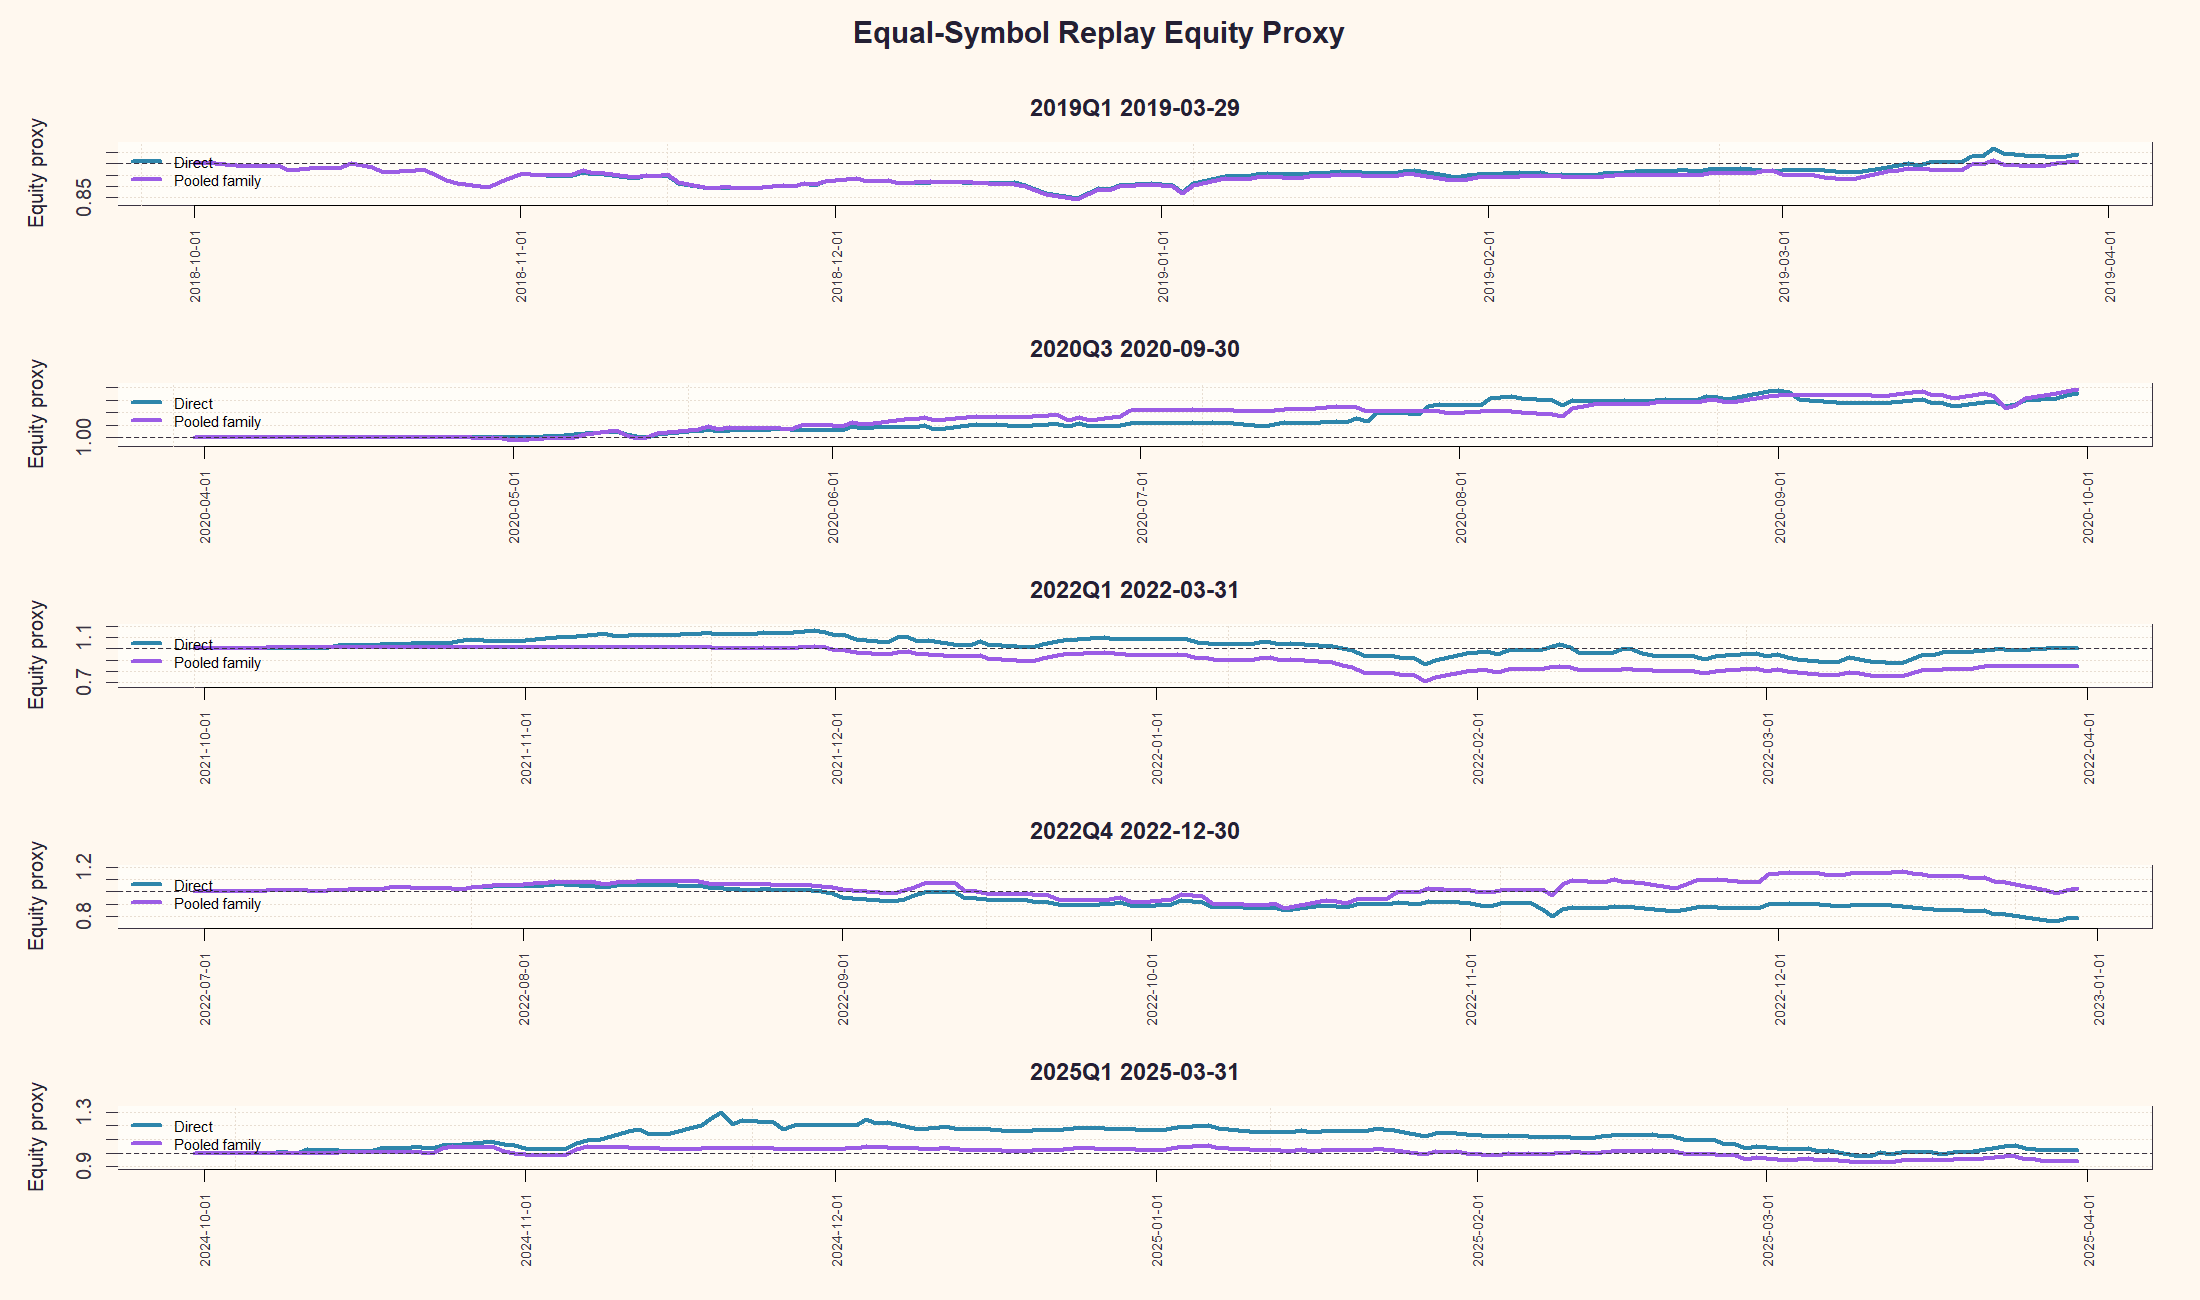 Equal-Symbol Replay Equity Proxy
2019Q1 2019-03-29
Equity proxy
0.85
Direct
Pooled family
2018-10-01
2018-11-01
2018-12-01
2019-01-01
2019-02-01
2019-03-01
2019-04-01
2020Q3 2020-09-30
Equity proxy
1.00
Direct
Pooled family
2020-04-01
2020-05-01
2020-06-01
2020-07-01
2020-08-01
2020-09-01
2020-10-01
2022Q1 2022-03-31
Equity proxy
1.1
0.7
Direct
Pooled family
2021-10-01
2021-11-01
2021-12-01
2022-01-01
2022-02-01
2022-03-01
2022-04-01
2022Q4 2022-12-30
Equity proxy
1.2
0.8
Direct
Pooled family
2022-07-01
2022-08-01
2022-09-01
2022-10-01
2022-11-01
2022-12-01
2023-01-01
2025Q1 2025-03-31
Equity proxy
1.3
0.9
Direct
Pooled family
2024-10-01
2024-11-01
2024-12-01
2025-01-01
2025-02-01
2025-03-01
2025-04-01